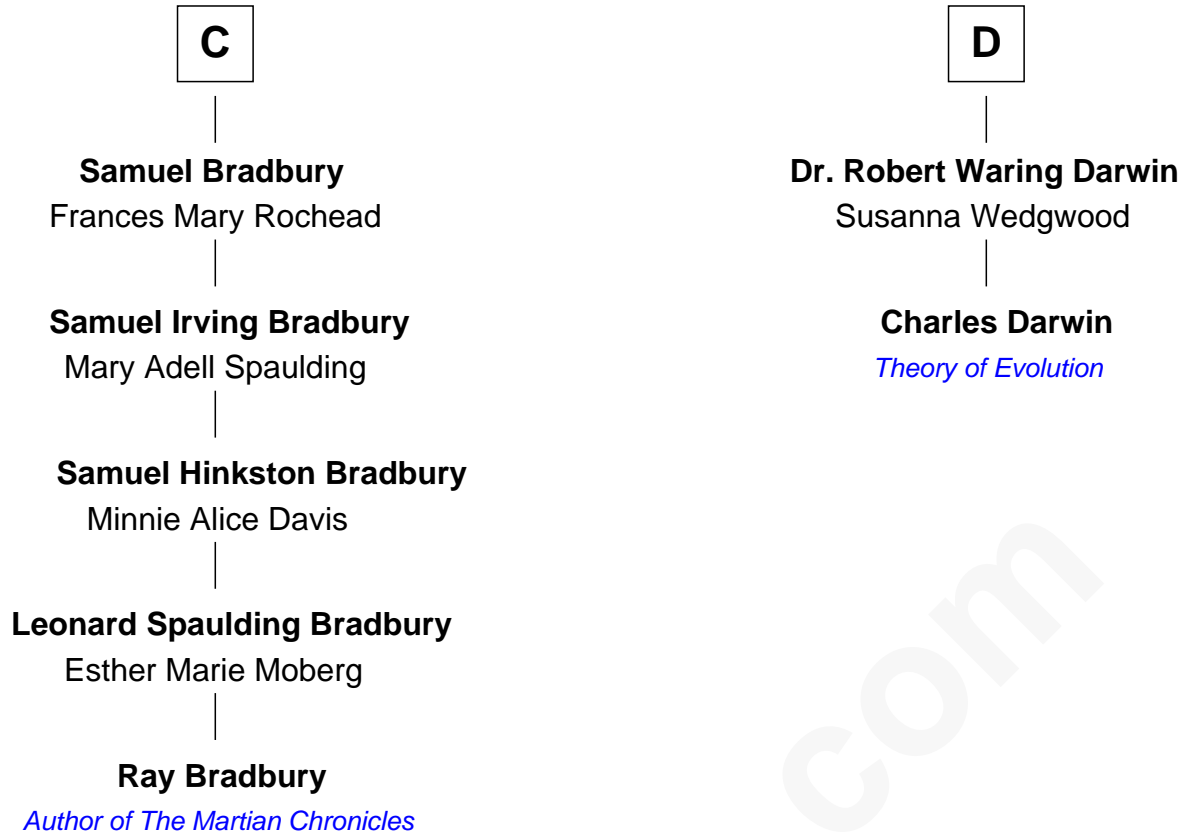 C
Samuel Bradbury
Frances Mary Rochead
Samuel Irving Bradbury
Mary Adell Spaulding
Samuel Hinkston Bradbury
Minnie Alice Davis
Leonard Spaulding Bradbury
Esther Marie Moberg
Ray Bradbury
Author of The Martian Chronicles
D
Dr. Robert Waring Darwin
Susanna Wedgwood
Charles Darwin
Theory of Evolution
com